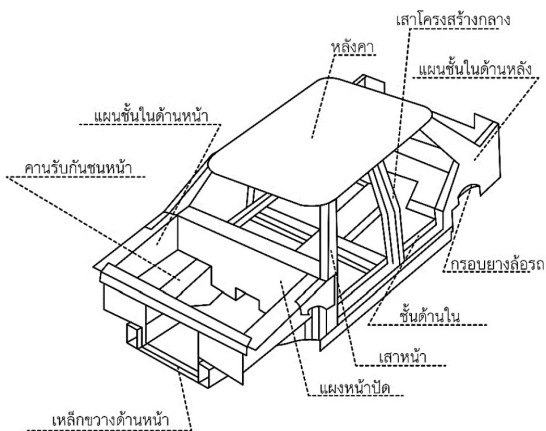 เสาโครงสร้างกลาง
หลังคา
แผนชั้นในด้านหลัง
แผนชั้นในด้านหน้า
คานรับกันชนหน้า
กรอบยางล้อรถ
ชั้นด้านใน
เสาหน้า
แผงหน้าปัด
เหล็กขวางด้านหน้า